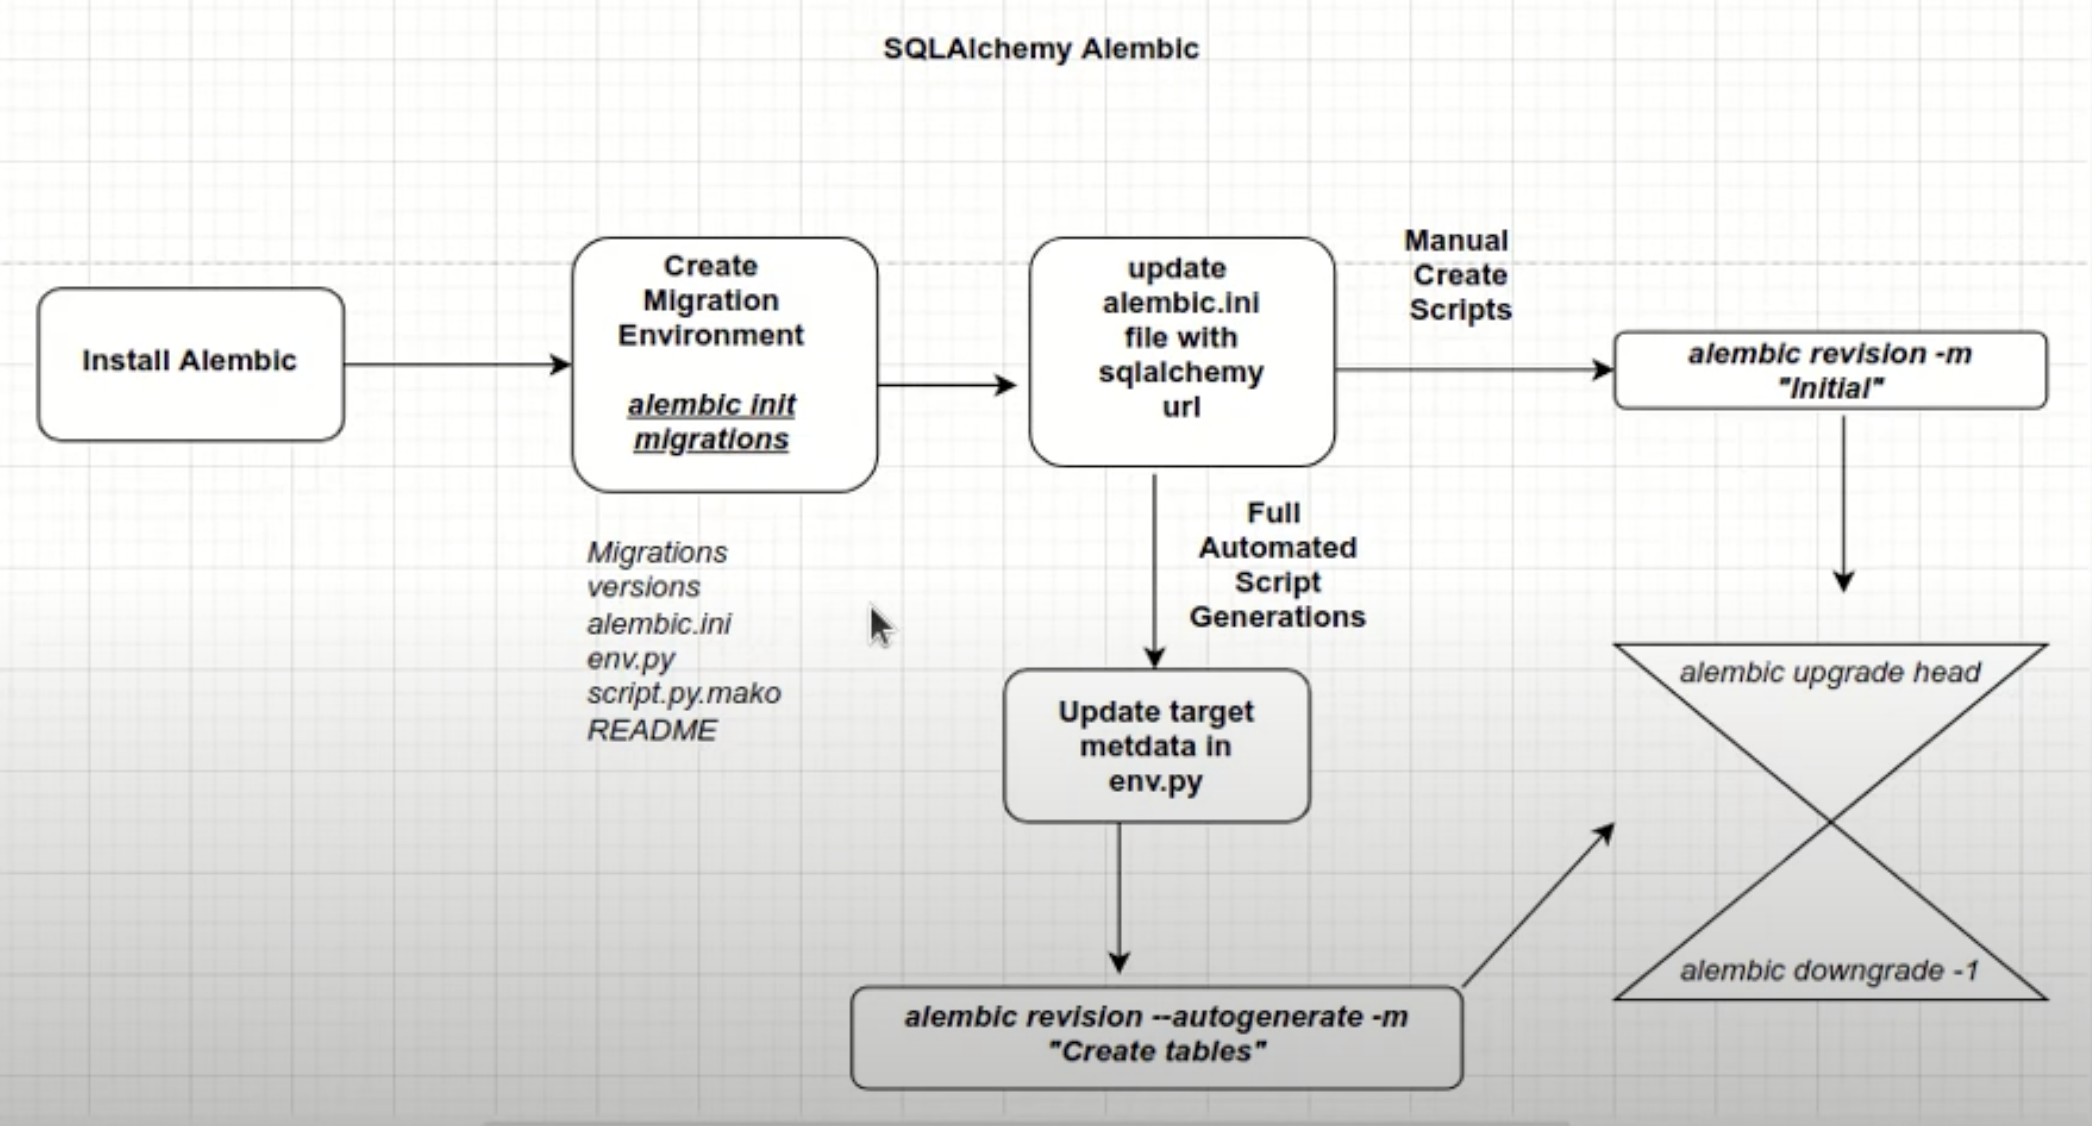 SQLAlchemy Alembic
Install Alembic
Create
Migration
Environment
alembic init
migrations
Migrations
versions
alembic.ini
env.py
script.py.mako
README
update
alembic.ini
file with
sqlalchemy
url
Manual
Create
Scripts
alembic revision -m
"Initial"
Full
Automated
Script
Generations
Update target
metdata in
env.py
alembic revision --autogenerate -m
"Create tables"
alembic upgrade head
alembic downgrade -1